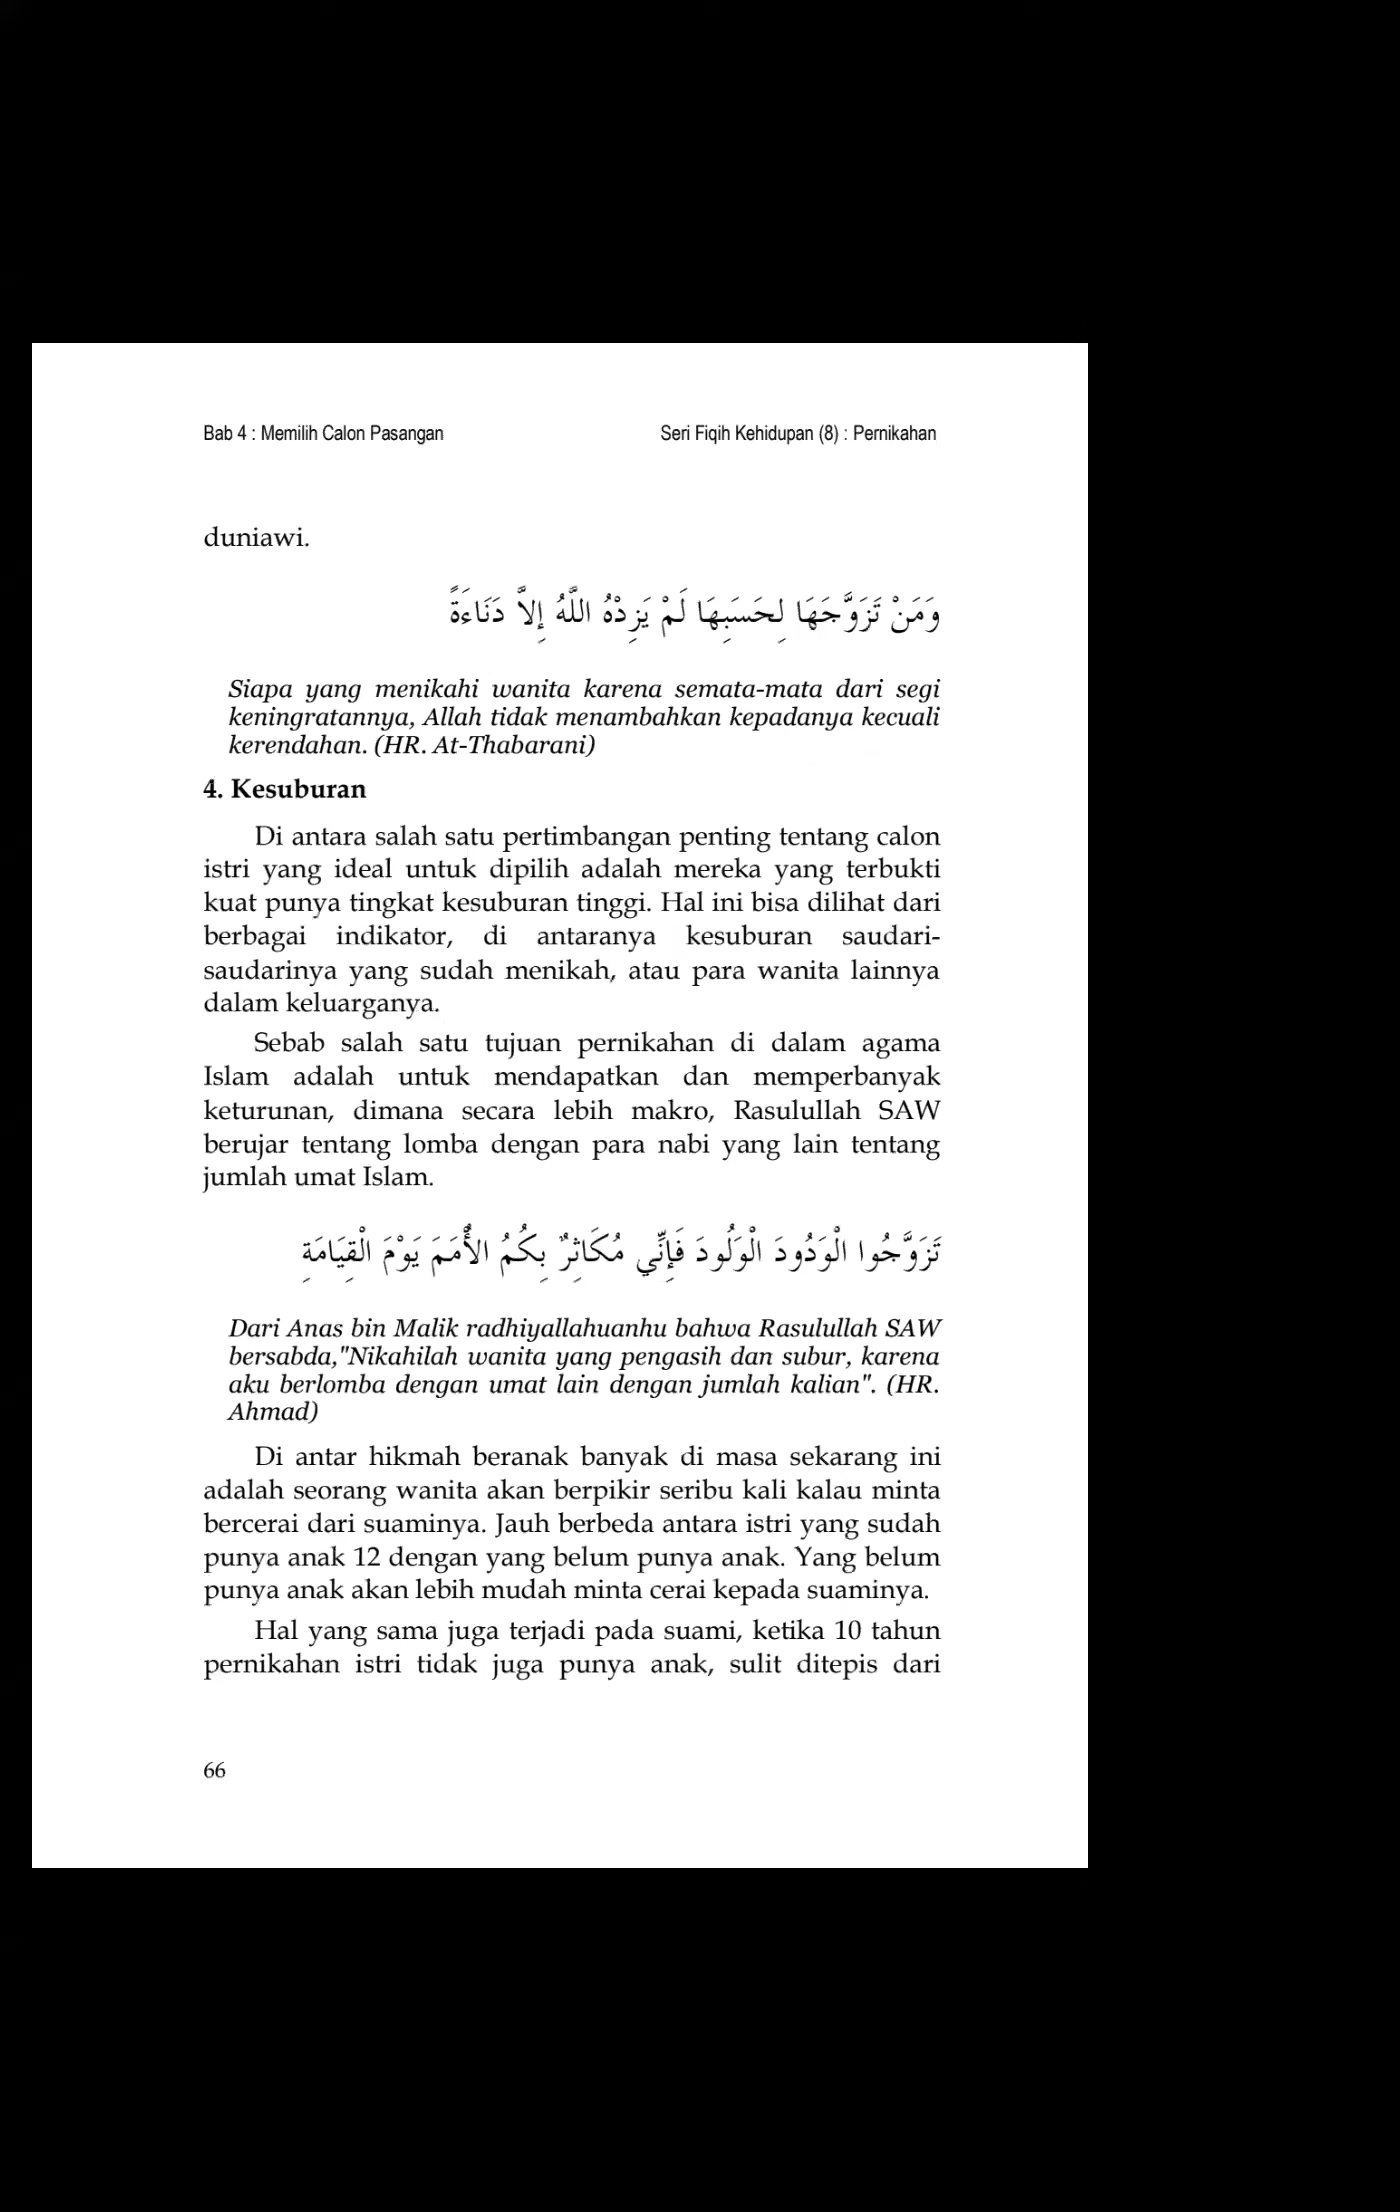 Bab 4 : Memilih Calon Pasangan Seri Fiqih Kehidupan (8) : Pernikahan
duniawi.
وَمَنْ تَزَوَّجَهَا لِحَسَبِهَا لَمْ يَزِدْهُ اللَّهُ إِلاَّ دَنَاءَةً
Siapa yang menikahi wanita karena semata-mata dari segi
keningratannya, Allah tidak menambahkan kepadanya kecuali
kerendahan. (HR. At-Thabarani)
4. Kesuburan
Di antara salah satu pertimbangan penting tentang calon
istri yang ideal untuk dipilih adalah mereka yang terbukti
kuat punya tingkat kesuburan tinggi. Hal ini bisa dilihat dari
berbagai indikator, di antaranya kesuburan saudari-
saudarinya yang sudah menikah, atau para wanita lainnya
dalam keluarganya.
Sebab salah satu tujuan pernikahan di dalam agama
Islam adalah untuk mendapatkan dan memperbanyak
keturunan, dimana secara lebih makro, Rasulullah SAW
berujar tentang lomba dengan para nabi yang lain tentang
jumlah umat Islam.
تَزَوَّجُوا الْوَدُودَ الْوَلُودَ فَإِنِّي مُكَاثِرٌ بِكُمُ الأُمَمَ يَوْمَ الْقِيَامَةِ
Dari Anas bin Malik radhiyallahuanhu bahwa Rasulullah SAW
bersabda,"Nikahilah wanita yang pengasih dan subur, karena
aku berlomba dengan umat lain dengan jumlah kalian". (HR.
Ahmad)
Di antar hikmah beranak banyak di masa sekarang ini
adalah seorang wanita akan berpikir seribu kali kalau minta
bercerai dari suaminya. Jauh berbeda antara istri yang sudah
punya anak 12 dengan yang belum punya anak. Yang belum
punya anak akan lebih mudah minta cerai kepada suaminya.
Hal yang sama juga terjadi pada suami, ketika 10 tahun
pernikahan istri tidak juga punya anak, sulit ditepis dari
66